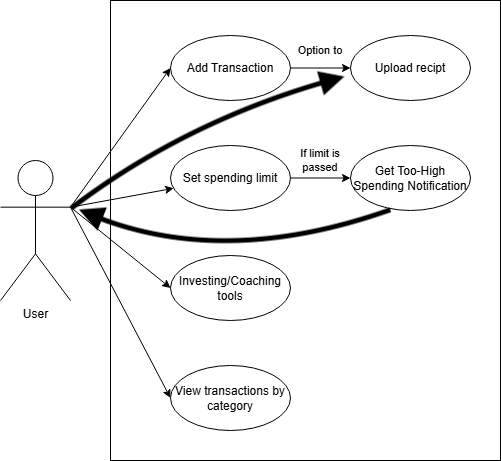 Option to
Add Transaction
Upload recipt
If limit is
passed
Set spending limit
Get Too-High
Spending Notification
Investing/Coaching
tools
User
View transactions by
category